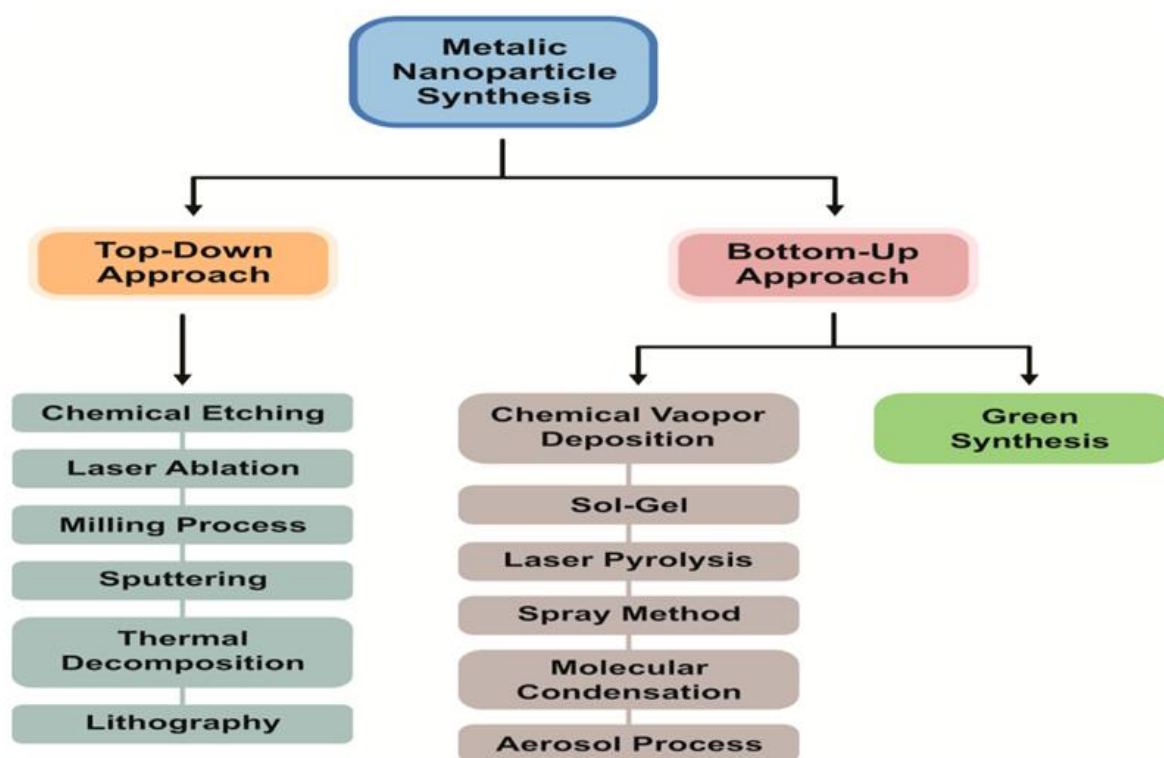 Metalic
Nanoparticle
Synthesis
Top-Down
Approach
Bottom-Up
Approach
Chemical Etching
Laser Ablation
Milling Process
Sputtering
Thermal
Decomposition
Lithography
Chemical Vaopor
Deposition
Sol-Gel
Laser Pyrolysis
Spray Method
Molecular
Condensation
Aerosol Process
Green
Synthesis